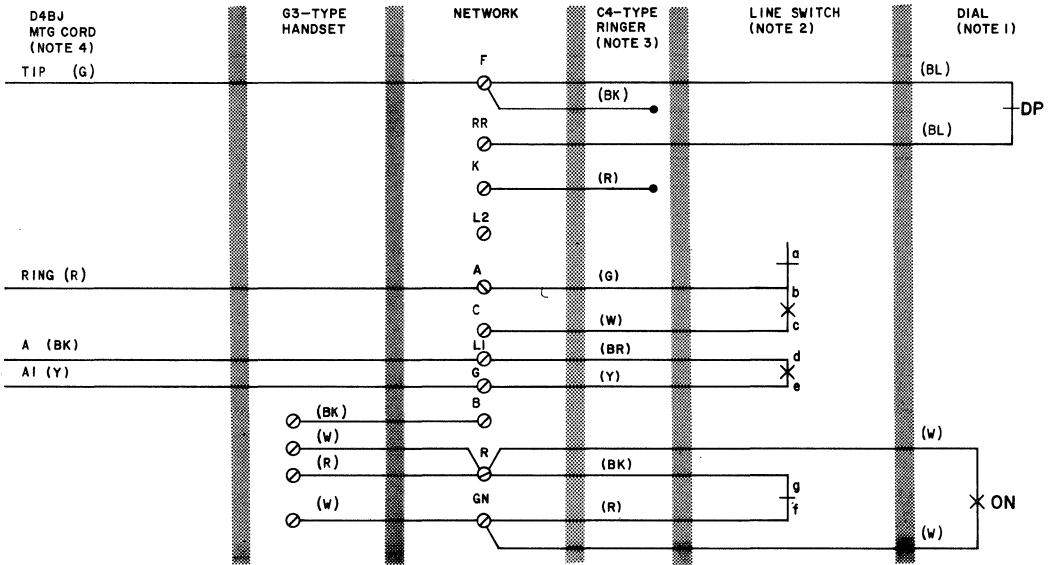 D4BJ
MTG CORD
(NOTE 4)
G3-TYPE
HANDSET
NETWORK
C4-TYPE
RINGER
(NOTE 3)
LINE SWITCH
(NOTE 2)
DIAL
(NOTE 1)
TIP (G)
F
(BL)
(BK)
DP
RR
(BL)
K
(R)
L2
a
RING (R)
A
(G)
b
C
(W)
c
A (BK)
L1
(BR)
d
A1 (Y)
G
(Y)
e
B
(BK)
(W)
(W)
R
(R)
(BK)
g
GN
f
(W)
(R)
ON
(W)